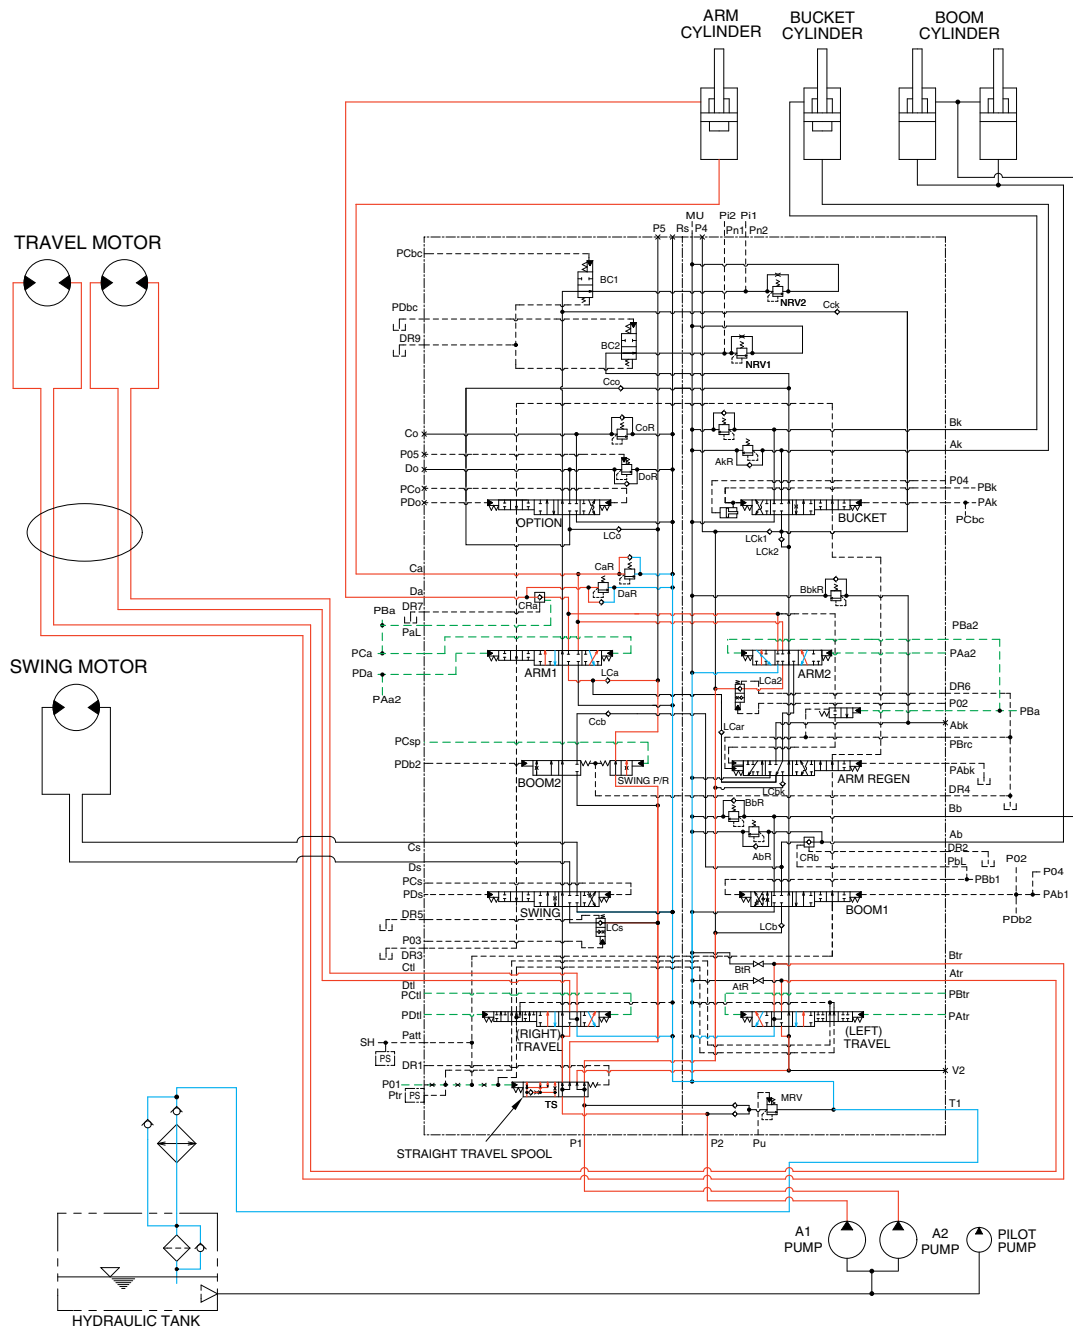 ARM CYLINDER
BUCKET CYLINDER
BOOM CYLINDER
TRAVEL MOTOR
SWING MOTOR
MU
Pi2
Pi1
P5
Rs
P4
Pn1
Pn2
PCbc
BC1
NRV2
Cck
PDbc
DR9
BC2
NRV1
Cco
Co
CoR
Bk
P05
Ak
Do
DoR
AkR
PCo
P04
PBk
PDo
PAk
OPTION
BUCKET
PCbc
LCo
LCk1
LCk2
Ca
CaR
Da
DaR
BbkR
DR7
CRa
PBa
PaL
PBa2
PCa
PAa2
PDa
ARM1
LCa
LCa2
ARM2
PAa2
DR6
P02
PBa
Ccb
LCar
Abk
PCsp
PBrc
PDb2
PAbk
BOOM2
SWING P/R
LCbk
ARM REGEN
DR4
BbR
Bb
AbR
Ab
CRb
DR2
Cs
Ds
PbL
P02
PCs
PBb1
P04
PDs
PAb1
SWING
BOOM1
PDb2
DR5
LCs
LCb
P03
DR3
Btr
Ctl
BtR
Atr
Dtl
AtR
PCtl
PBtr
PDtl
PAtr
(RIGHT) TRAVEL
(LEFT) TRAVEL
Patt
SH
PS
DR1
V2
P01
Ptr
PS
TS
MRV
T1
P1
P2
Pu
STRAIGHT TRAVEL SPOOL
A1 PUMP
A2 PUMP
PILOT PUMP
HYDRAULIC TANK